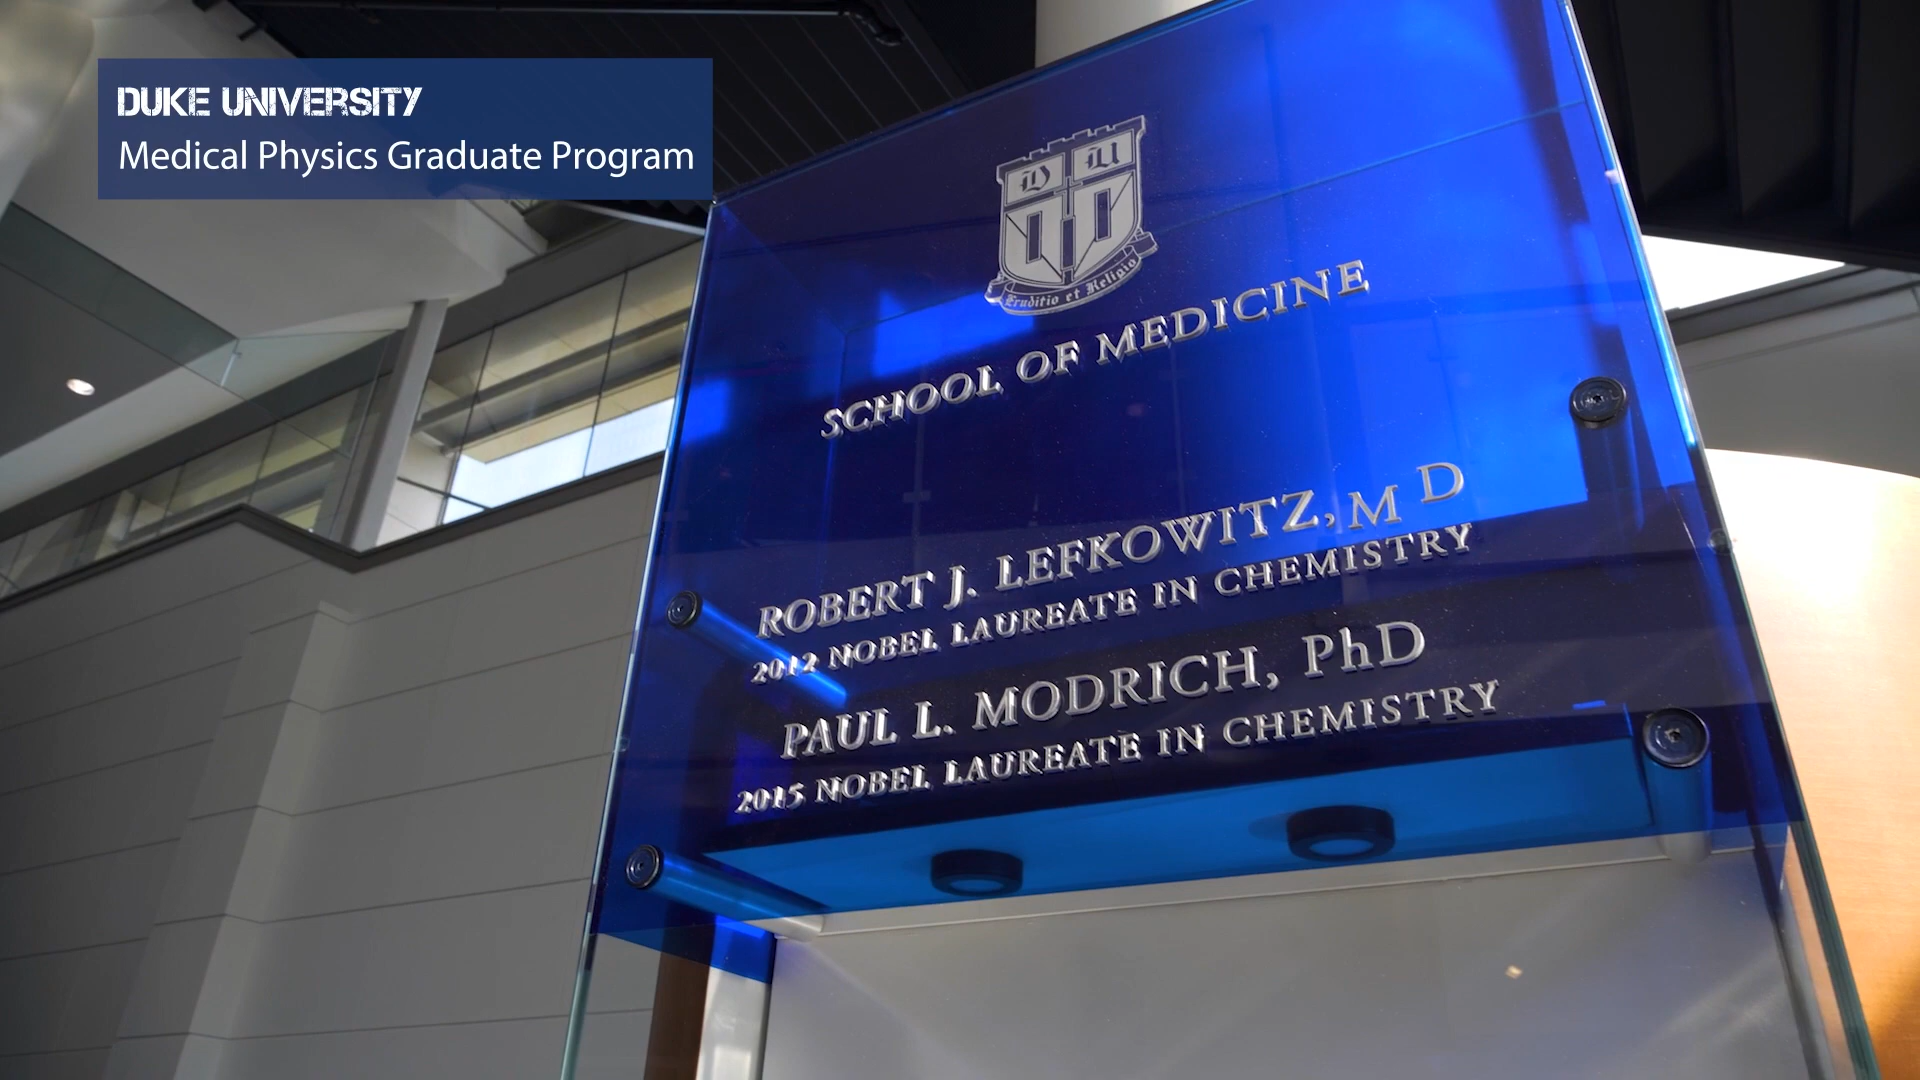 DUKE UNIVERSITY
Medical Physics Graduate Program
D U
Eruditio et Religio
SCHOOL OF MEDICINE
ROBERT J. LEFKOWITZ, M D
2012 NOBEL LAUREATE IN CHEMISTRY
PAUL L. MODRICH, PhD
2015 NOBEL LAUREATE IN CHEMISTRY